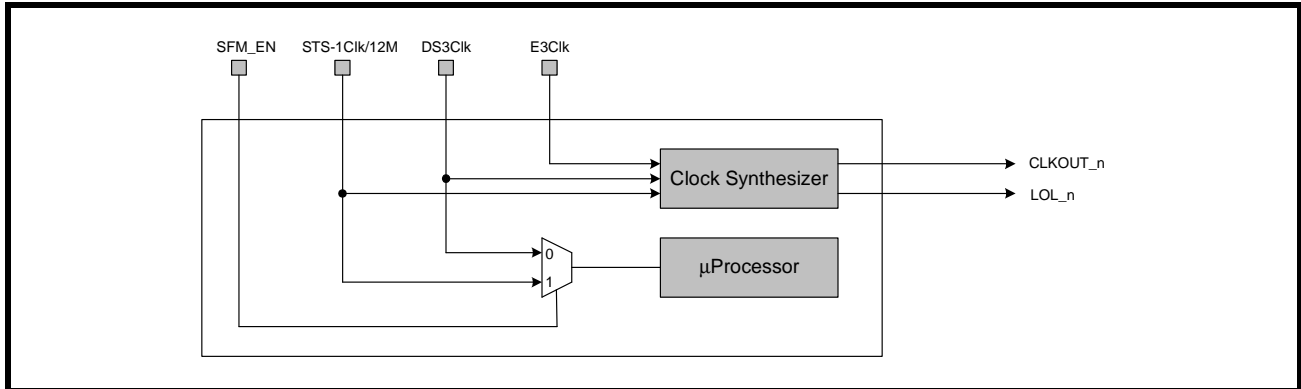 SFM_EN STS-1Clk/12M DS3Clk E3Clk
Clock Synthesizer
CLKOUT_n
LOL_n
0
1
μProcessor